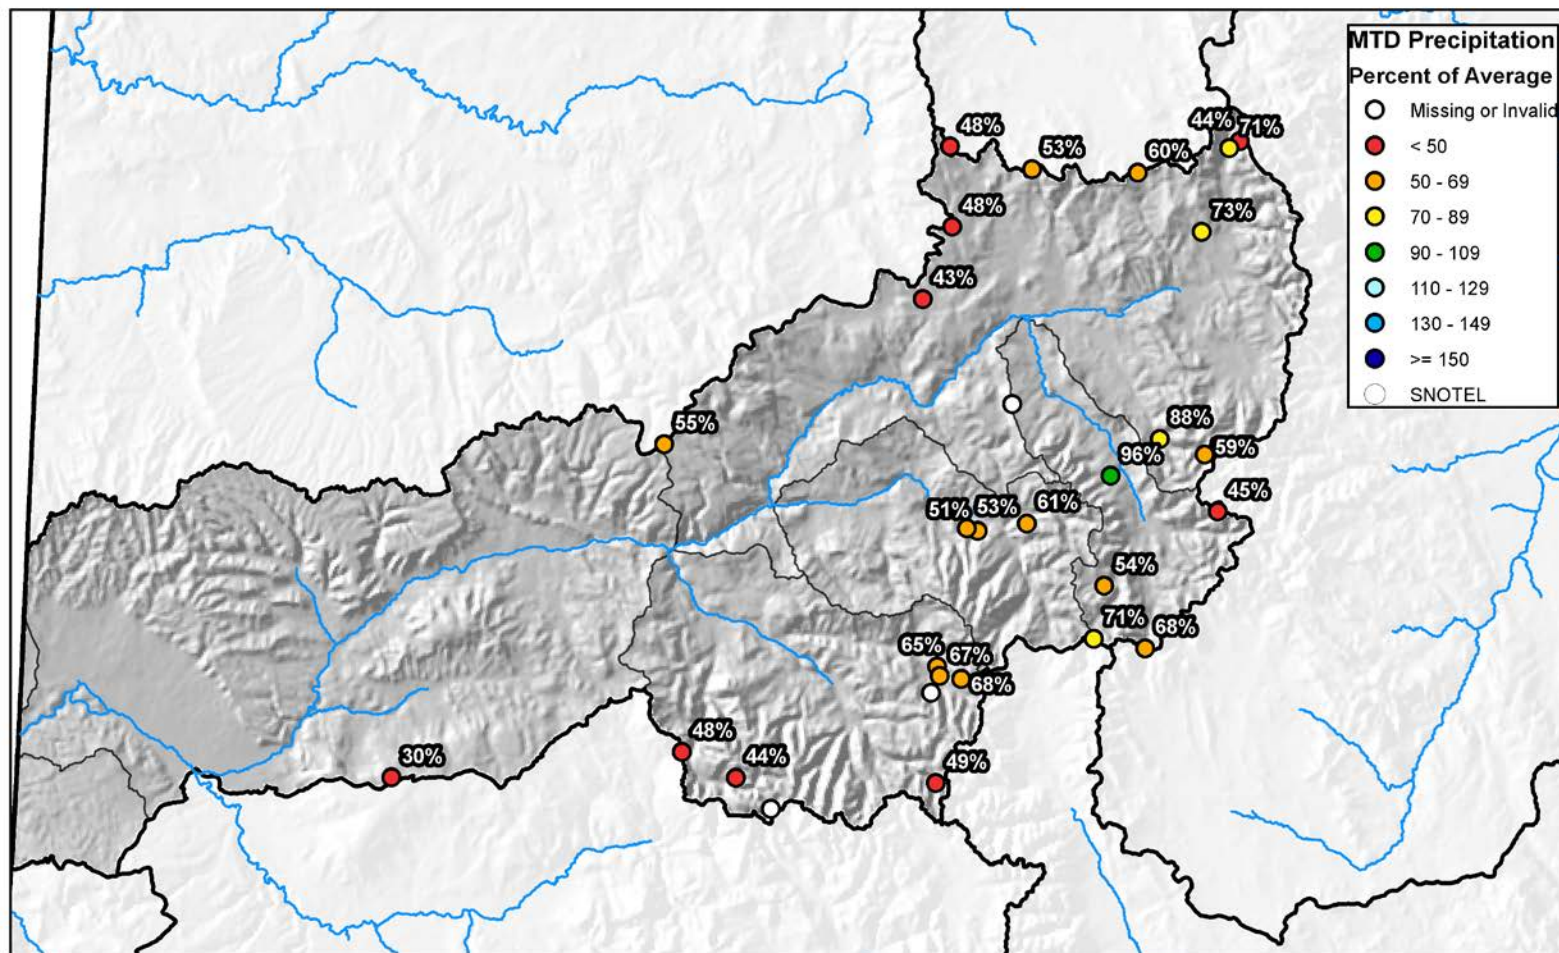 MTD Precipitation
Percent of Average
Missing or Invalid
< 50
50 - 69
70 - 89
90 - 109
110 - 129
130 - 149
>= 150
SNOTEL
44% 71%
48%
53%
60%
48%
73%
43%
55%
88%
59%
96%
45%
51% 53% 61%
54%
71%
68%
65% 67%
68%
48%
44%
49%
30%